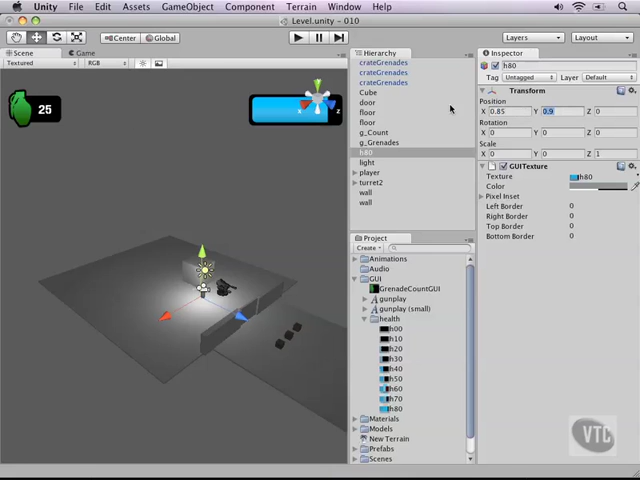 Unity File Edit Assets GameObject Component Terrain Window Help
Level.unity - 010
Center Global Layers Layout
Scene Game
Textured RGB
25
x z
Hierarchy
crateGrenades
crateGrenades
crateGrenades
Cube
door
floor
floor
g_Count
g_Grenades
h80
light
player
turret2
wall
wall
Project
Create
Animations
Audio
GUI
GrenadeCountGUI
gunplay
gunplay (small)
health
h00
h10
h20
h30
h40
h50
h60
h70
h80
Materials
Models
New Terrain
Prefabs
Scenes
Inspector
h80
Tag Untagged Layer Default
Transform
Position
X 0.85 Y 0.9 Z 0
Rotation
X 0 Y 0 Z 0
Scale
X 0 Y 0 Z 1
GUITexture
Texture h80
Color
Pixel Inset
Left Border 0
Right Border 0
Top Border 0
Bottom Border 0
VTC